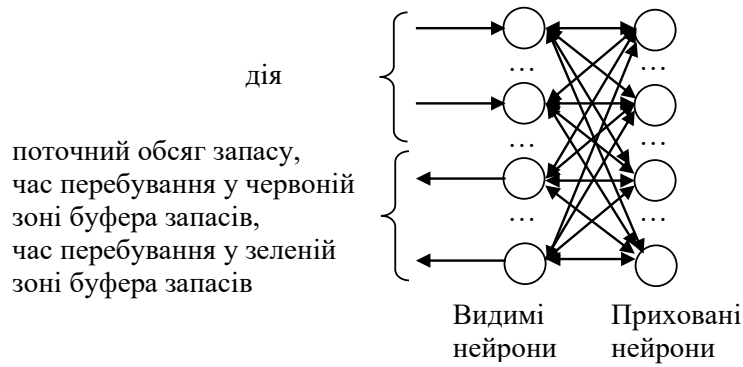 дія
поточний обсяг запасу,
час перебування у червоній
зоні буфера запасів,
час перебування у зеленій
зоні буфера запасів
…
…
…
…
…
…
Видимі
нейрони
Приховані
нейрони